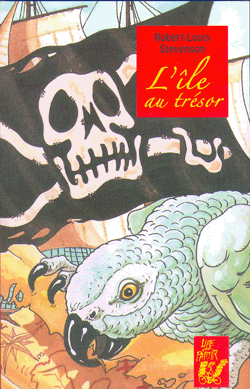 Robert Louis
Stevenson
L'île
au trésor
LIRE
PARTIR